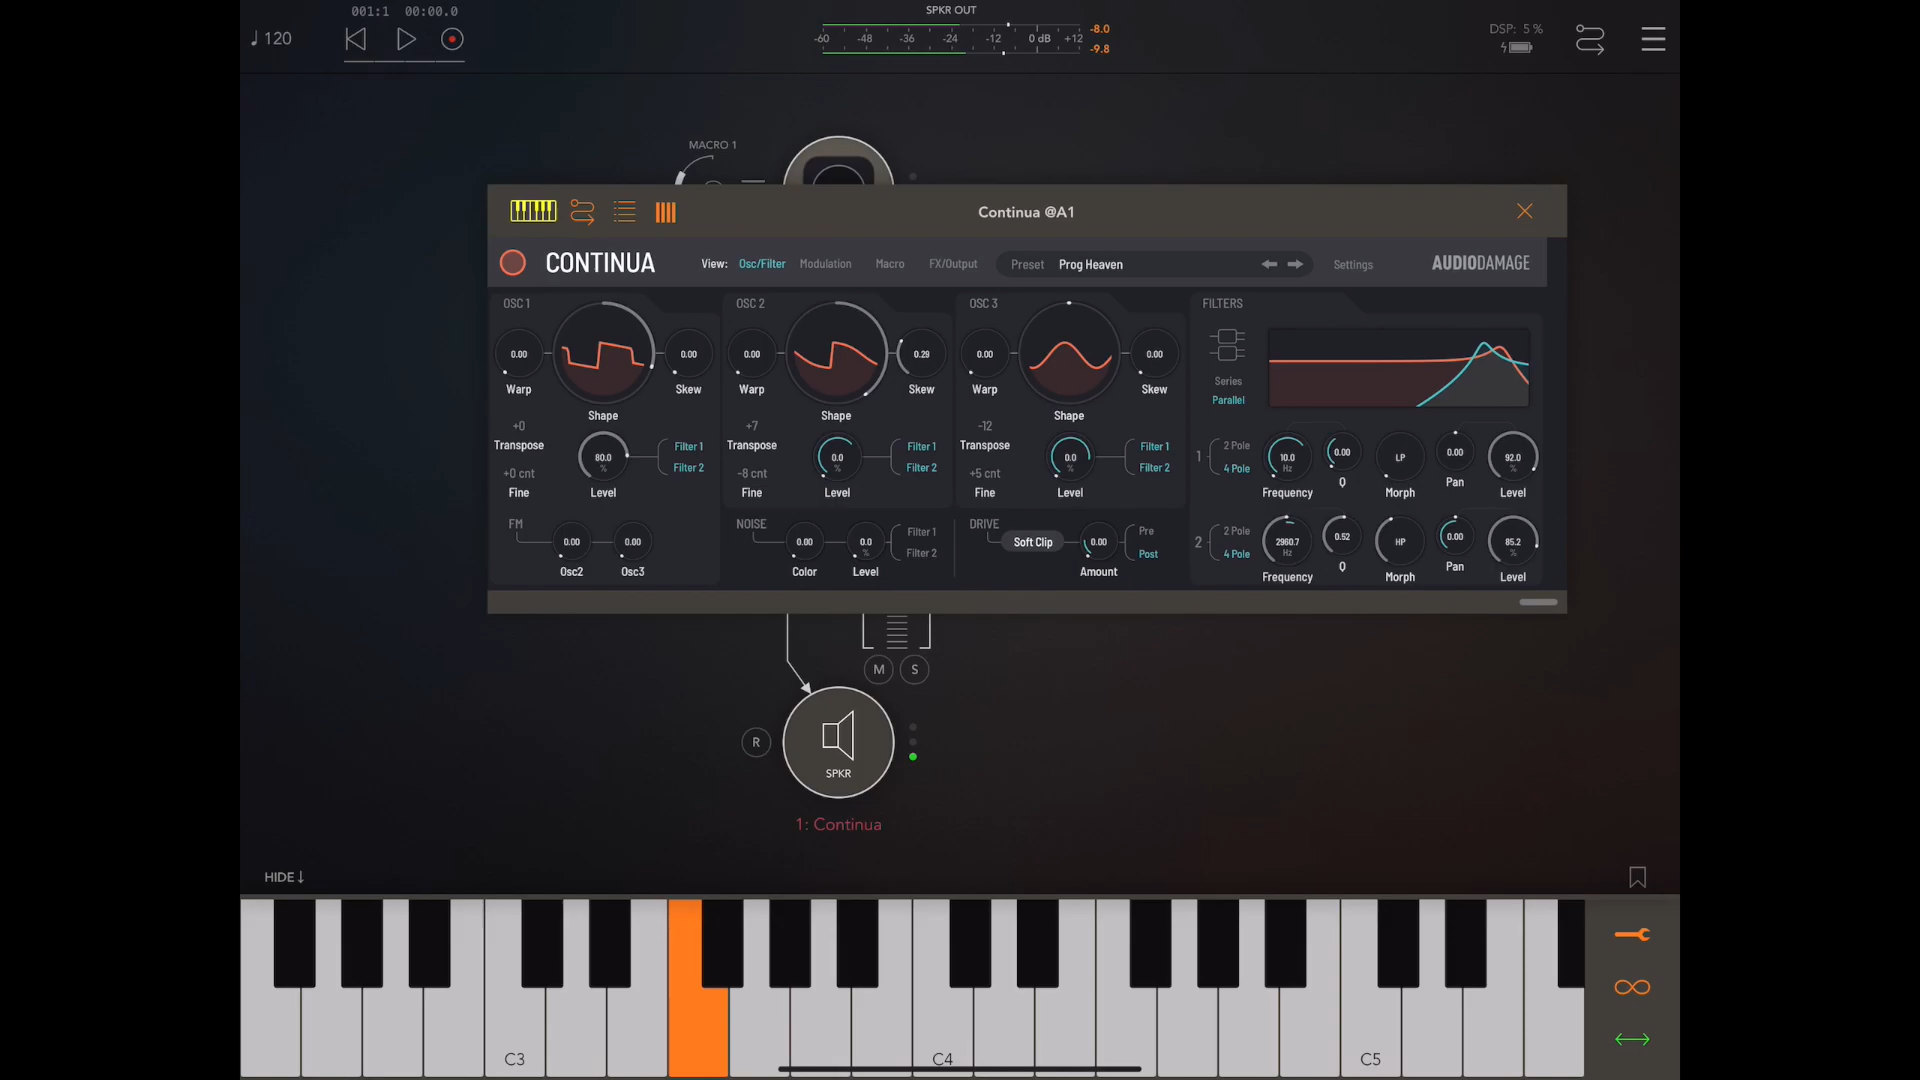 001:1 00:00.0
SPKR OUT
♩120
-60 -48 -36 -24 -12 0 dB +12
-8.0
-9.8
DSP: 5 %
MACRO 1
Continua @A1
CONTINUA
View: Osc/Filter Modulation Macro FX/Output
Preset Prog Heaven
Settings
AUDIODAMAGE
OSC 1
0.00
Warp
Shape
0.00
Skew
+0
Transpose
+0 cnt
Fine
80.0
%
Level
Filter 1
Filter 2
OSC 2
0.00
Warp
Shape
0.29
Skew
+7
Transpose
-8 cnt
Fine
0.0
%
Level
Filter 1
Filter 2
OSC 3
0.00
Warp
Shape
0.00
Skew
-12
Transpose
+5 cnt
Fine
0.0
%
Level
Filter 1
Filter 2
FILTERS
Series
Parallel
1
2 Pole
4 Pole
10.0
Hz
Frequency
0.00
Q
LP
Morph
0.00
Pan
92.0
%
Level
2
2 Pole
4 Pole
2960.7
Hz
Frequency
0.52
Q
HP
Morph
0.00
Pan
85.2
%
Level
FM
0.00
Osc2
0.00
Osc3
NOISE
0.00
Color
0.0
%
Level
Filter 1
Filter 2
DRIVE
Soft Clip
0.00
Amount
Pre
Post
M S
R
SPKR
1: Continua
HIDE↓
C3 C4 C5